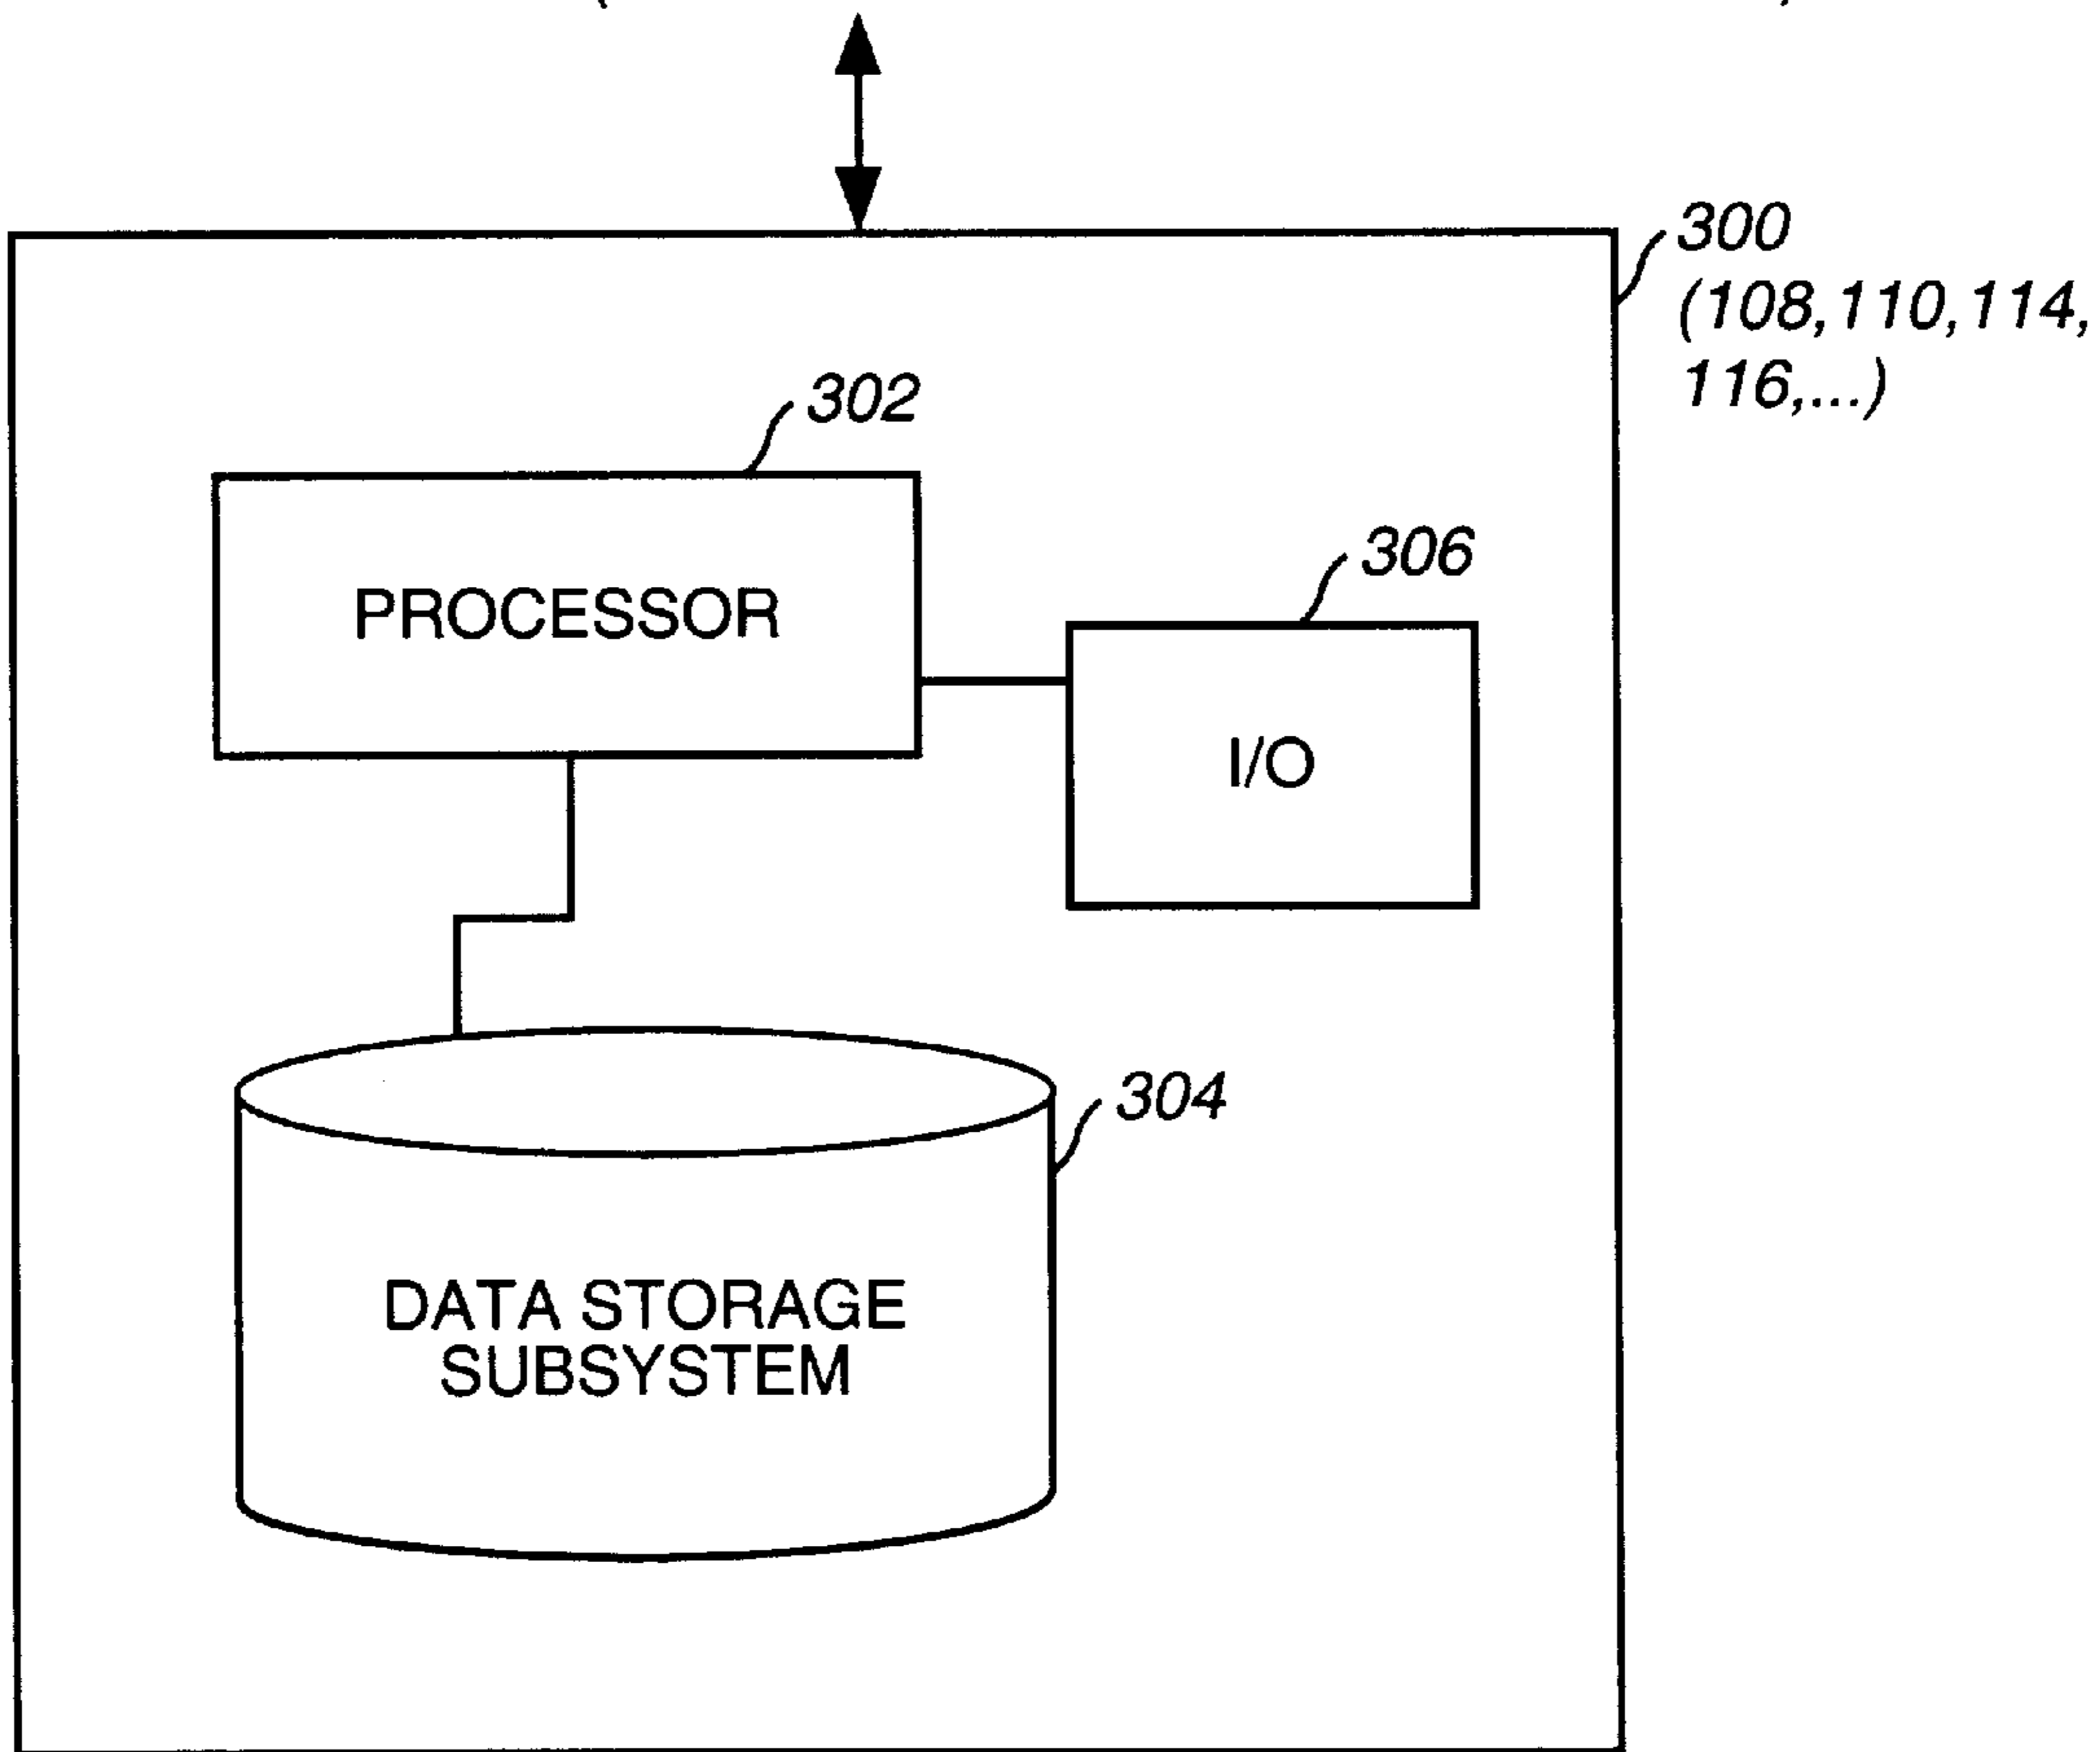 300
(108,110,114,
116,...)
302
PROCESSOR
306
I/O
304
DATA STORAGE
SUBSYSTEM